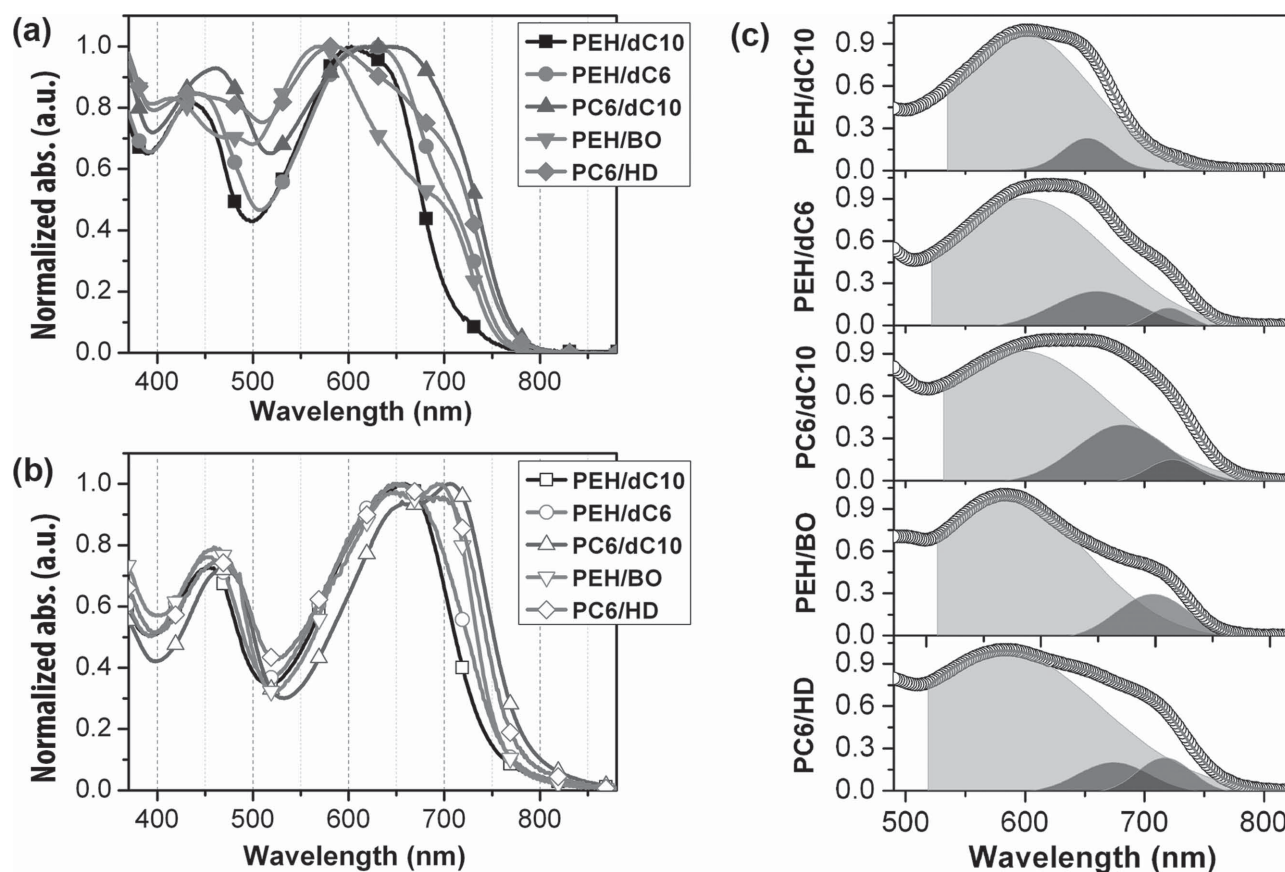 (a)
Normalized abs. (a.u.)
1.0
0.8
0.6
0.4
0.2
0.0
PEH/dC10
PEH/dC6
PC6/dC10
PEH/BO
PC6/HD
400 500 600 700 800
Wavelength (nm)
(b)
Normalized abs. (a.u.)
1.0
0.8
0.6
0.4
0.2
0.0
PEH/dC10
PEH/dC6
PC6/dC10
PEH/BO
PC6/HD
400 500 600 700 800
Wavelength (nm)
(c)
PEH/dC10
0.9
0.6
0.3
0.0
PEH/dC6
0.9
0.6
0.3
0.0
PC6/dC10
0.9
0.6
0.3
0.0
PEH/BO
0.9
0.6
0.3
0.0
PC6/HD
0.9
0.6
0.3
0.0
500 600 700 800
Wavelength (nm)